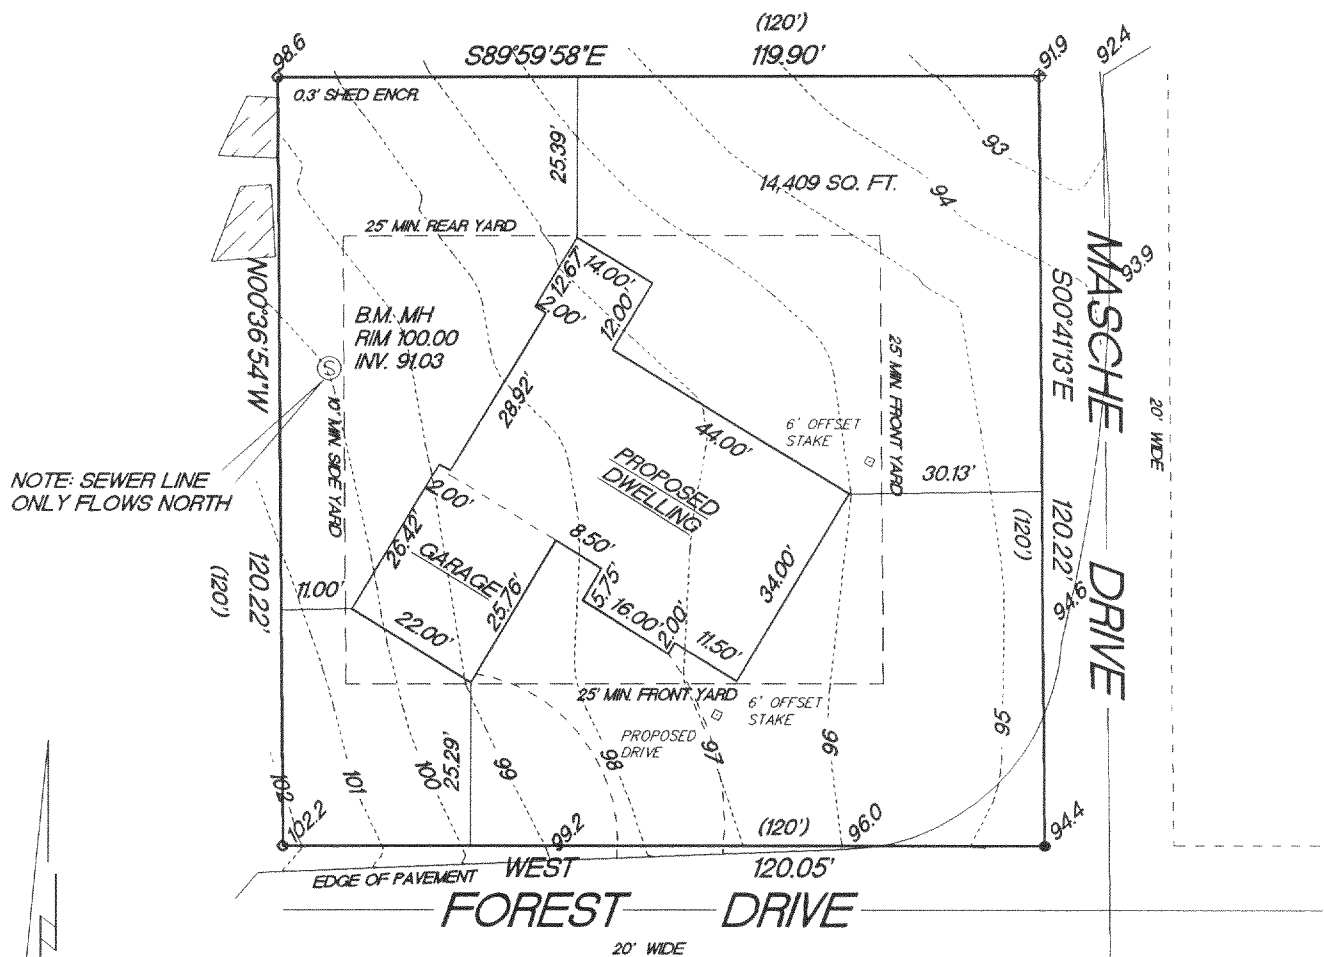 (120')
S89°59'58"E
119.90'
98.6
91.9
92.4
0.3' SHED ENCR.
25.39'
93
14,409 SQ. FT.
94
25' MIN. REAR YARD
12.67'
14.00'
2.00'
12.00'
93.9
MASCHE DRIVE
20' WIDE
S00°41'13"E
120.22'
(120')
N00°36'54"W
120.22'
(120')
B.M. MH
RIM 100.00
INV. 91.03
S
10' MIN. SIDE YARD
25' MIN. FRONT YARD
28.92'
44.00'
6' OFFSET
STAKE
30.13'
PROPOSED
DWELLING
NOTE: SEWER LINE
ONLY FLOWS NORTH
2.00'
26.42'
GARAGE
8.50'
5.75'
25.76'
34.00'
11.00'
22.00'
16.00'
2.00'
11.50'
94.6
25' MIN. FRONT YARD
6' OFFSET
STAKE
PROPOSED
DRIVE
25.29'
102
101
100
99
98
97
96
95
102.2
99.2
(120')
96.0
94.4
EDGE OF PAVEMENT
WEST
120.05'
FOREST DRIVE
20' WIDE
N